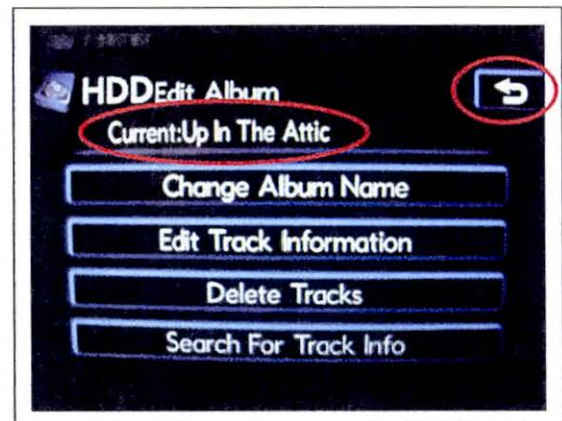 HDD Edit Album
Current:Up In The Attic
Change Album Name
Edit Track Information
Delete Tracks
Search For Track Info